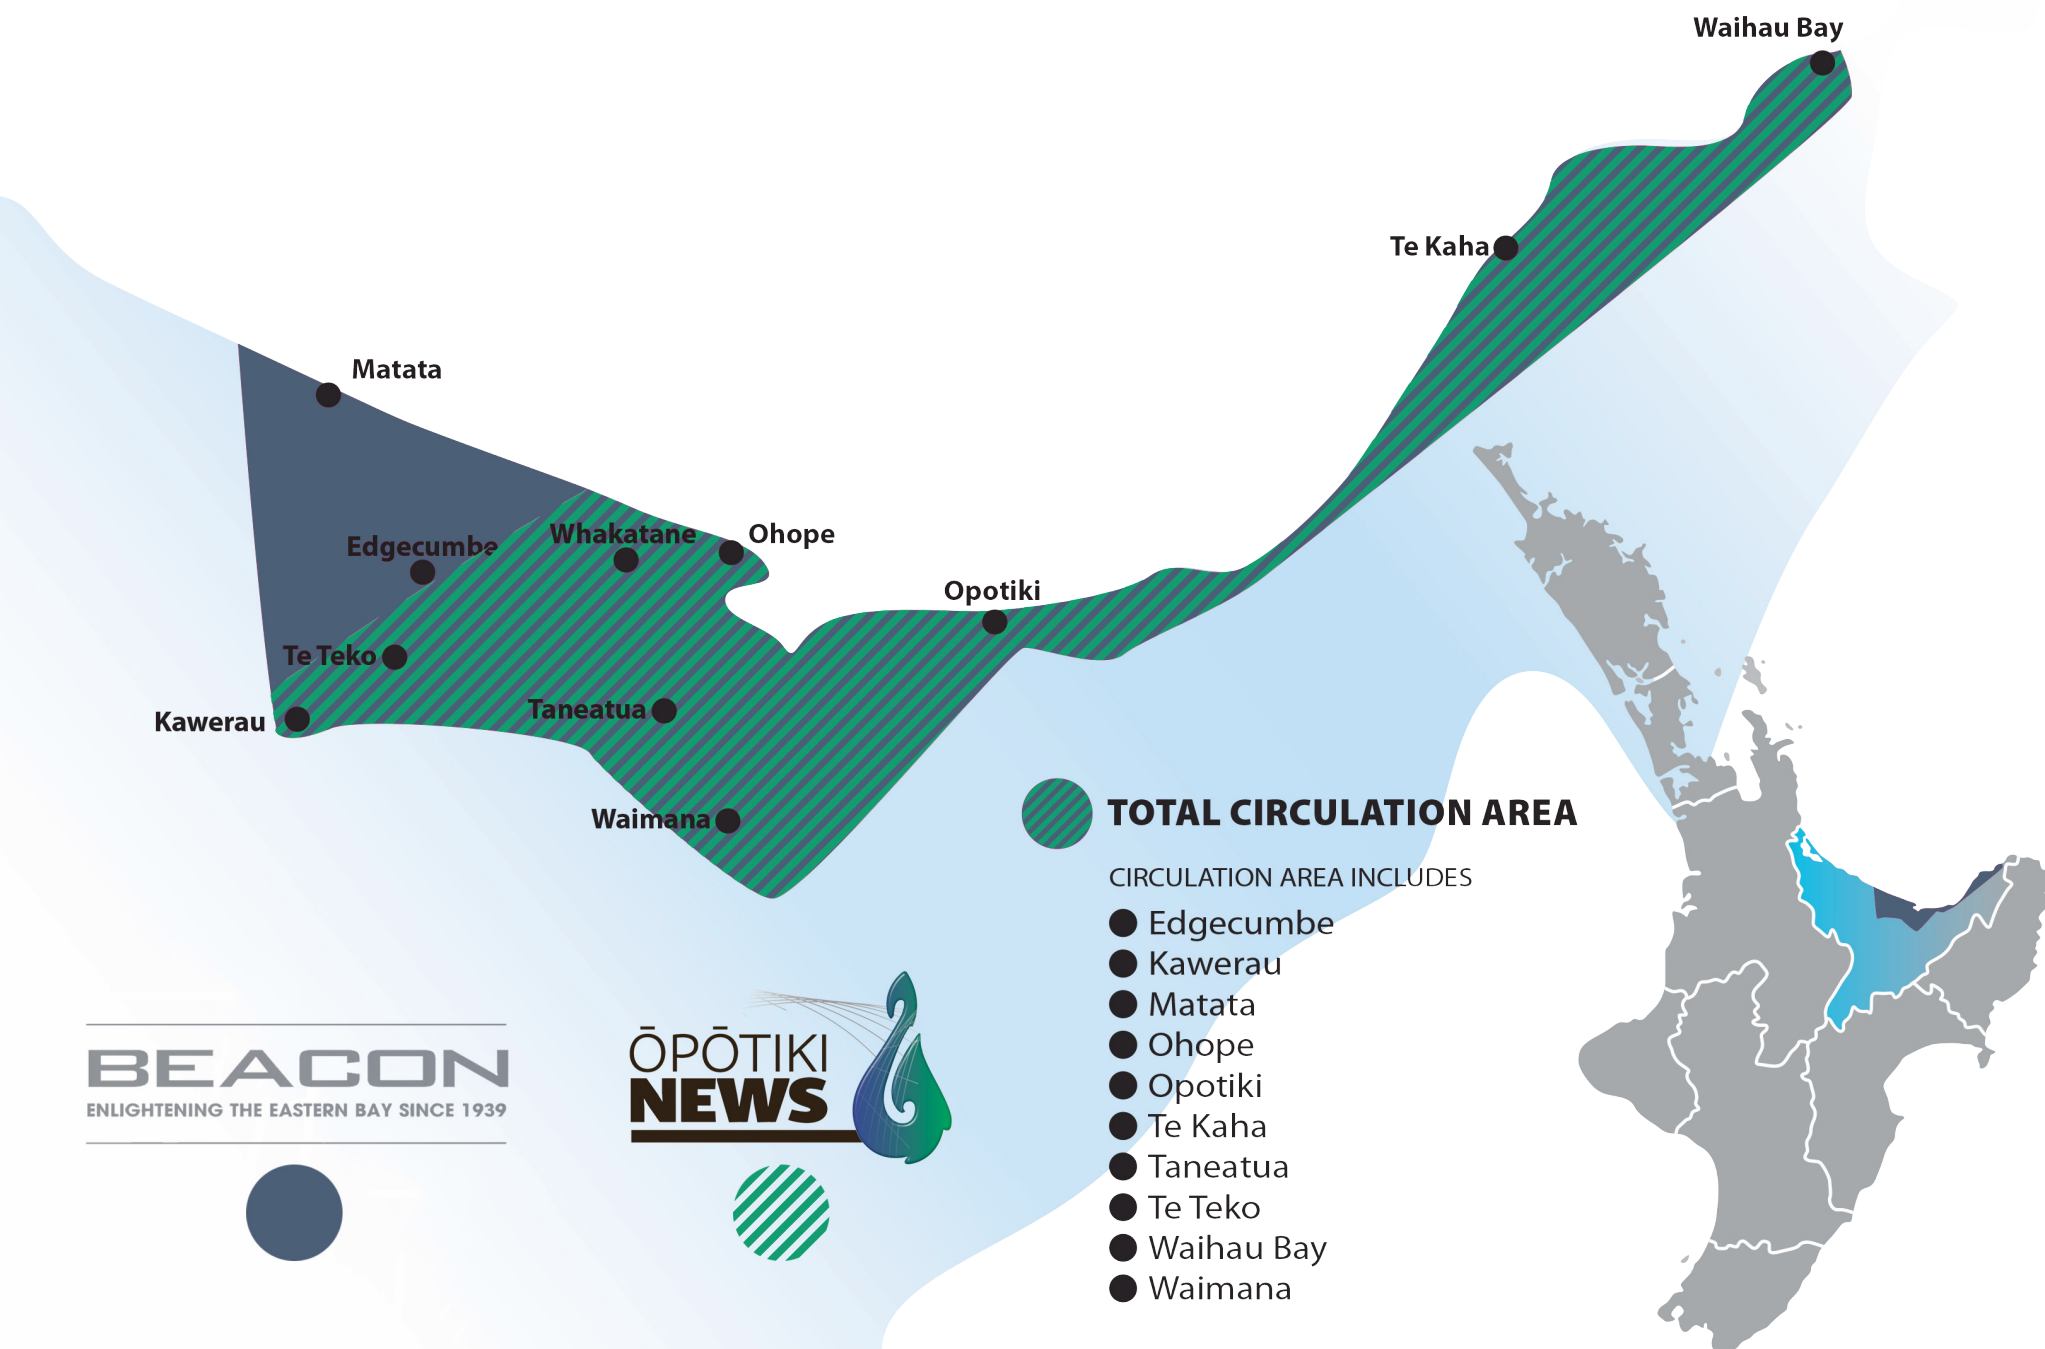 Waihau Bay
Te Kaha
Matata
Edgecumbe
Whakatane
Ohope
Opotiki
Te Teko
Kawerau
Taneatua
Waimana
TOTAL CIRCULATION AREA
CIRCULATION AREA INCLUDES
Edgecumbe
Kawerau
Matata
Ohope
Opotiki
Te Kaha
Taneatua
Te Teko
Waihau Bay
Waimana
BEACON
ENLIGHTENING THE EASTERN BAY SINCE 1939
ŌPŌTIKI
NEWS